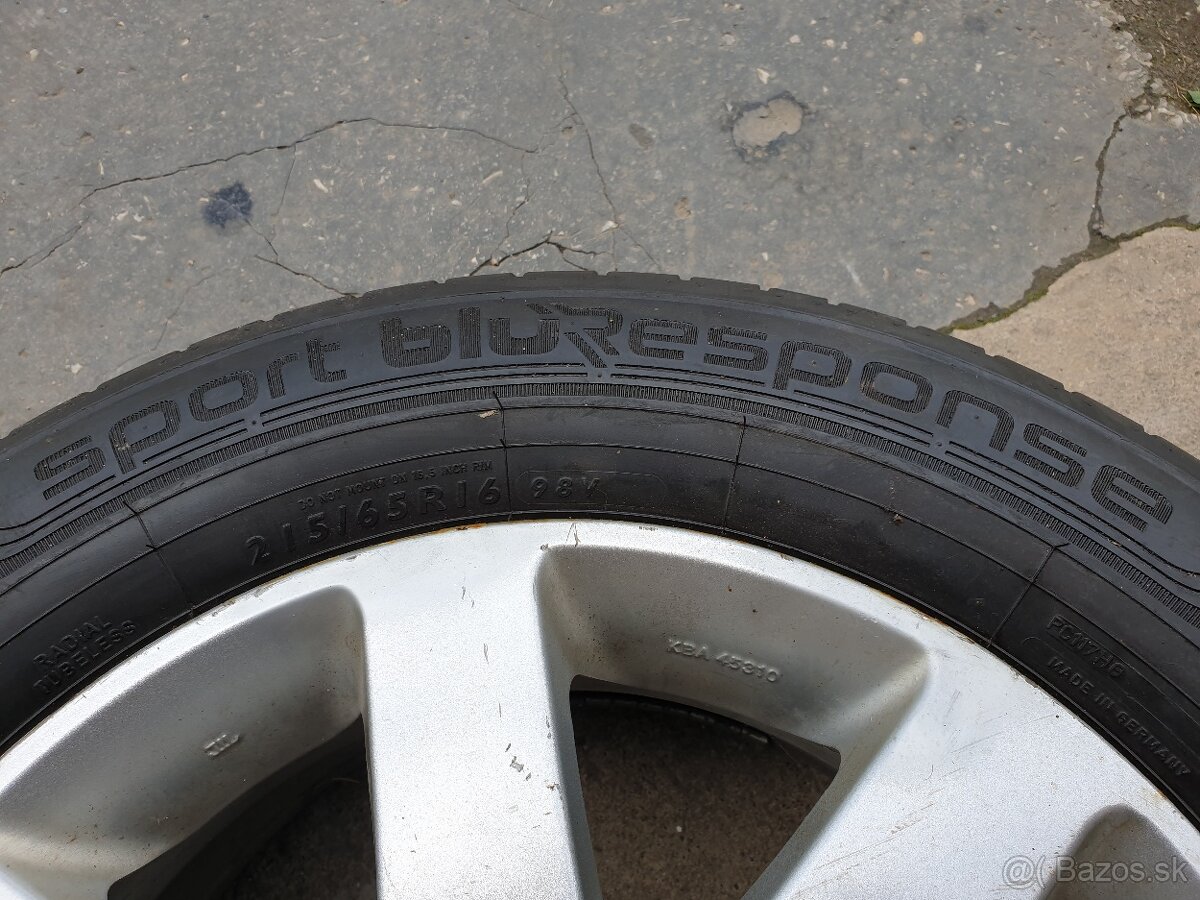 sport bluResponse
DO NOT MOUNT ON 16.5 INCH RIM
215/65R16 98V
RADIAL
TUBELESS
KBA 45310
MADE IN GERMANY
Bazos.sk